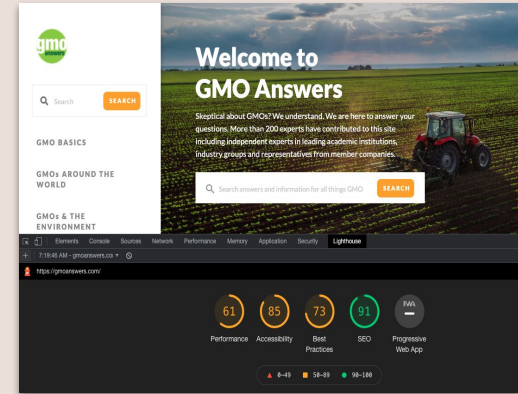 gmo
answers
Search
SEARCH
GMO BASICS
GMOs AROUND THE
WORLD
GMOs & THE
ENVIRONMENT
Welcome to
GMO Answers
Skeptical about GMOs? We understand. We are here to answer your
questions. More than 200 experts have contributed to this site
including independent experts in leading academic institutions,
industry groups and representatives from member companies.
Search answers and information for all things GMO
SEARCH
Elements Console Sources Network Performance Memory Application Security Lighthouse
+ 7:19:46 AM - gmoanswers.co
https://gmoanswers.com/
61 85 73 91 PWA
Performance Accessibility Best Practices SEO Progressive Web App
0–49 50–89 90–100